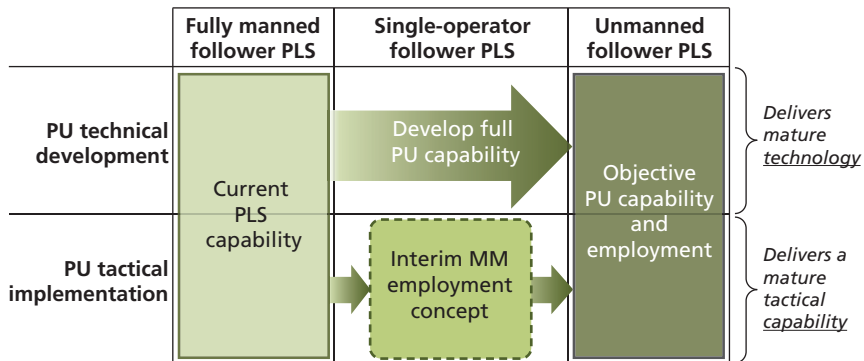 Fully manned
follower PLS
Single-operator
follower PLS
Unmanned
follower PLS
PU technical
development
Develop full
PU capability
Delivers
mature
technology
Current
PLS
capability
Objective
PU capability
and
employment
PU tactical
implementation
Interim MM
employment
concept
Delivers a
mature
tactical
capability